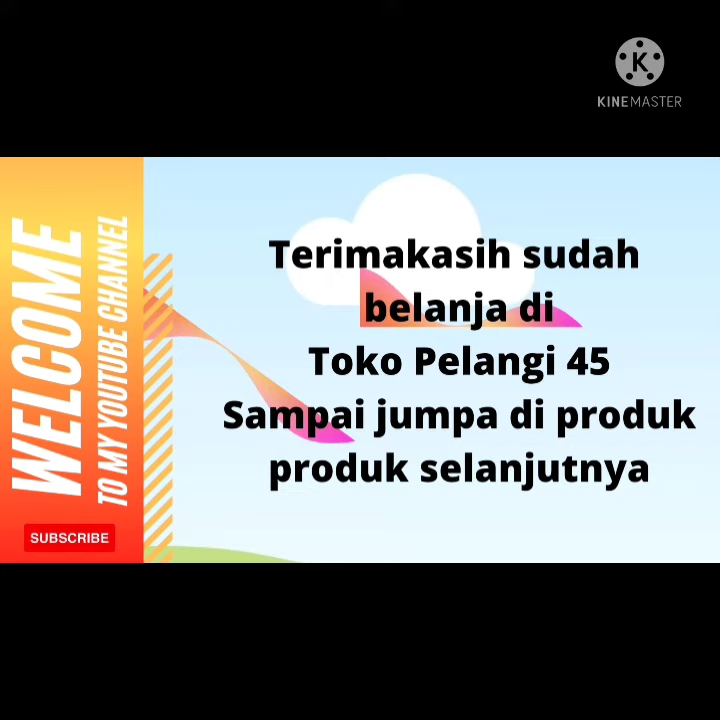 KINEMASTER
WELCOME
TO MY YOUTUBE CHANNEL
SUBSCRIBE
Terimakasih sudah
belanja di
Toko Pelangi 45
Sampai jumpa di produk
produk selanjutnya